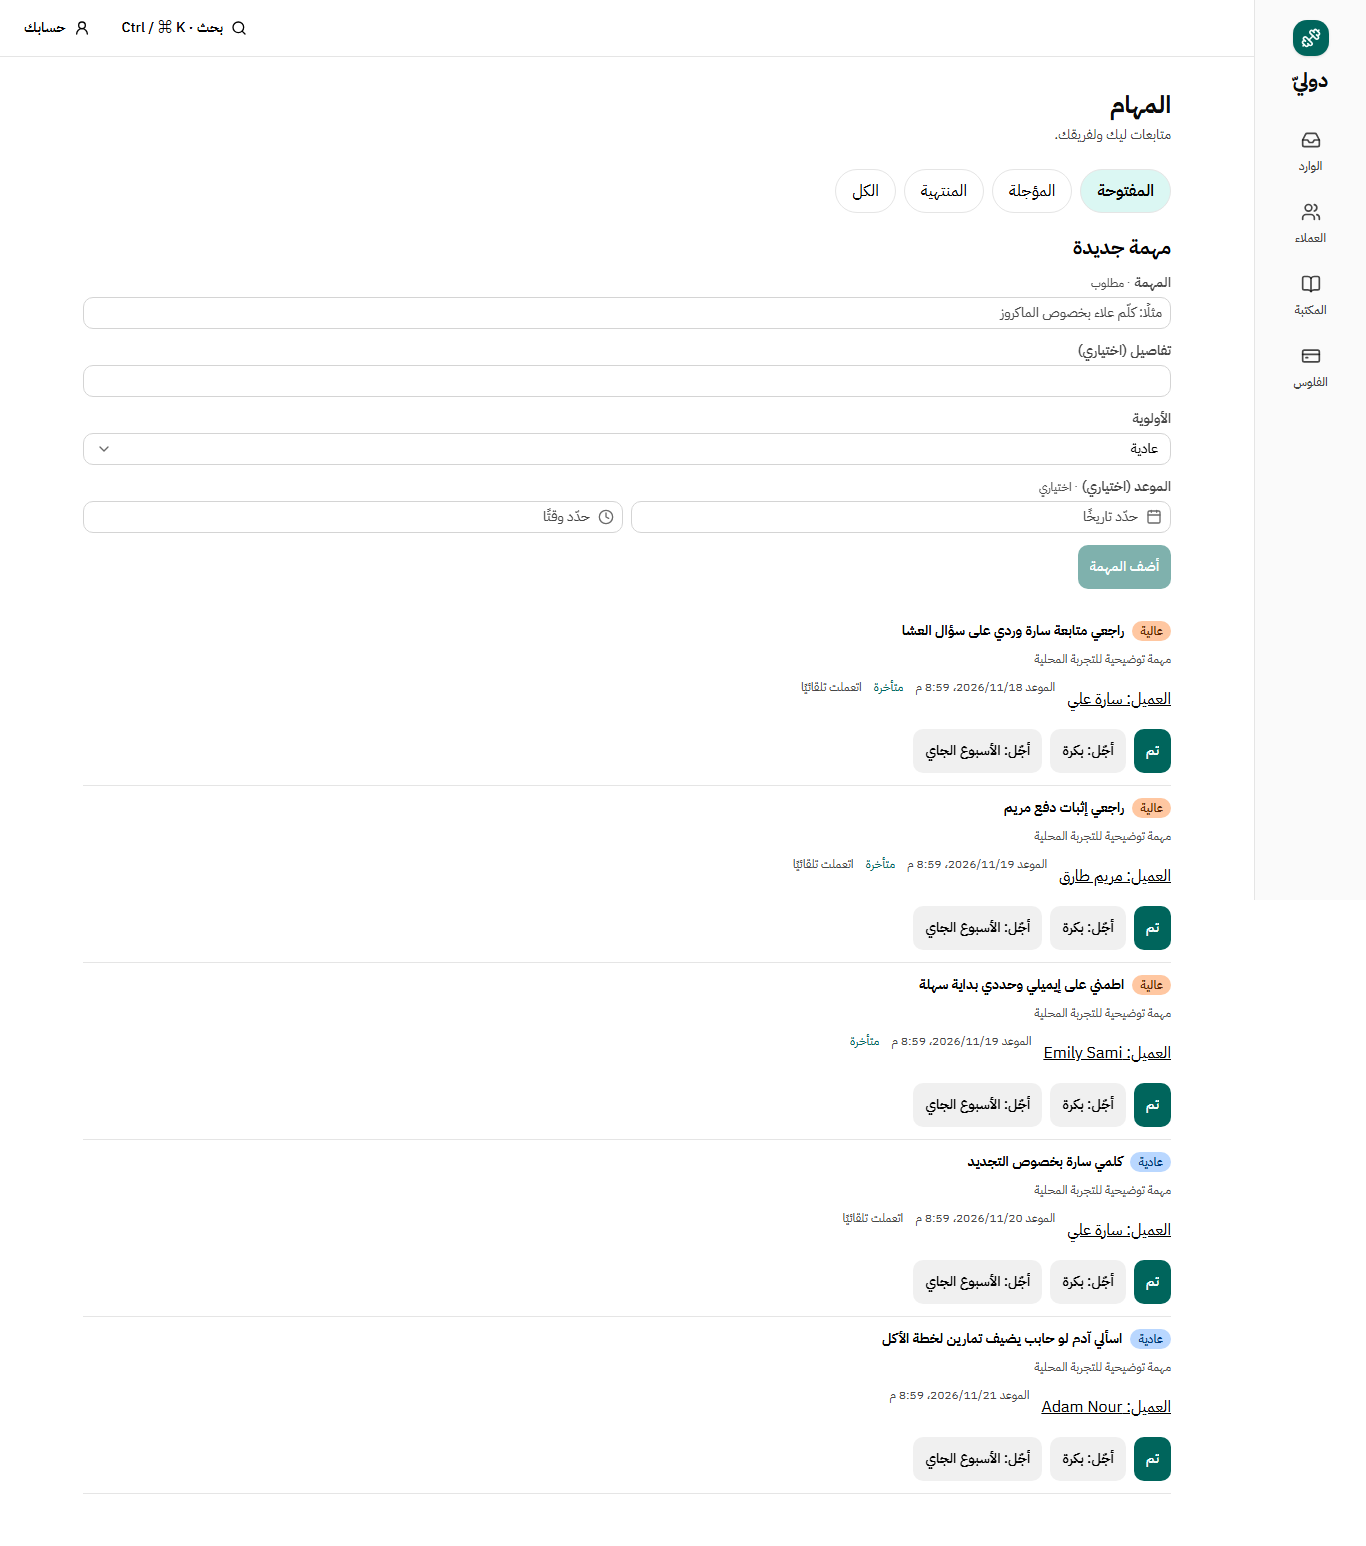 دوليّ
الوارد
العملاء
المكتبة
الفلوس
بحث · Ctrl / ⌘ K
حسابك
المهام
متابعات ليك ولفريقك.
المفتوحة
المؤجلة
المنتهية
الكل
مهمة جديدة
المهمة · مطلوب
مثلًا: كلّم علاء بخصوص الماكروز
تفاصيل (اختياري)
الأولوية
عادية
الموعد (اختياري) · اختياري
حدّد تاريخًا
حدّد وقتًا
أضف المهمة
عالية راجعي متابعة سارة وردي على سؤال العشا
مهمة توضيحية للتجربة المحلية
العميل: سارة علي الموعد 2026/11/18، 8:59 م متأخرة اتعملت تلقائيًا
تم أجّل: بكرة أجّل: الأسبوع الجاي
عالية راجعي إثبات دفع مريم
مهمة توضيحية للتجربة المحلية
العميل: مريم طارق الموعد 2026/11/19، 8:59 م متأخرة اتعملت تلقائيًا
تم أجّل: بكرة أجّل: الأسبوع الجاي
عالية اطمني على إيميلي وحددي بداية سهلة
مهمة توضيحية للتجربة المحلية
العميل: Emily Sami الموعد 2026/11/19، 8:59 م متأخرة
تم أجّل: بكرة أجّل: الأسبوع الجاي
عادية كلمي سارة بخصوص التجديد
مهمة توضيحية للتجربة المحلية
العميل: سارة علي الموعد 2026/11/20، 8:59 م اتعملت تلقائيًا
تم أجّل: بكرة أجّل: الأسبوع الجاي
عادية اسألي آدم لو حابب يضيف تمارين لخطة الأكل
مهمة توضيحية للتجربة المحلية
العميل: Adam Nour الموعد 2026/11/21، 8:59 م
تم أجّل: بكرة أجّل: الأسبوع الجاي